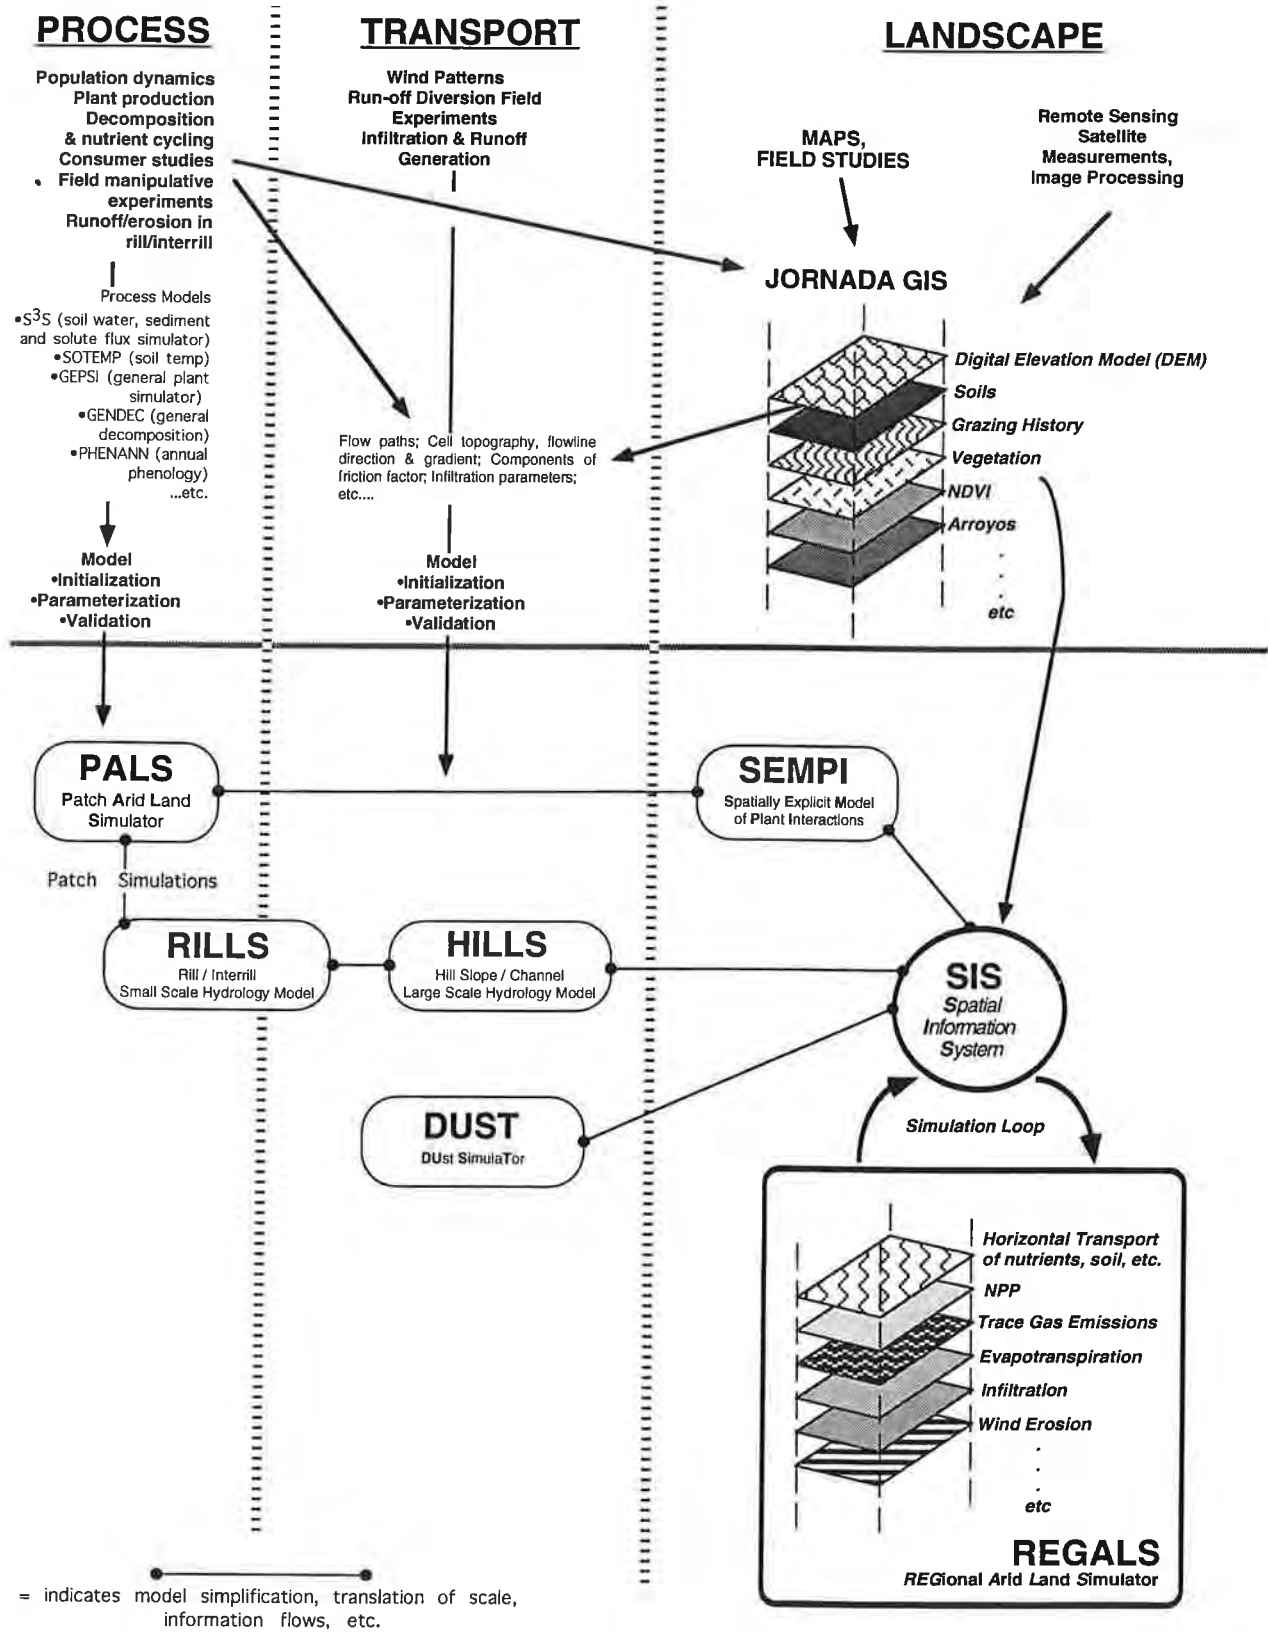 PROCESS
Population dynamics
Plant production
Decomposition
& nutrient cycling
Consumer studies
Field manipulative
experiments
Runoff/erosion in
rill/interrill
Process Models
•S3S (soil water, sediment
and solute flux simulator)
•SOTEMP (soil temp)
•GEPSI (general plant
simulator)
•GENDEC (general
decomposition)
•PHENANN (annual
phenology)
...etc.
Model
•Initialization
•Parameterization
•Validation
TRANSPORT
Wind Patterns
Run-off Diversion Field
Experiments
Infiltration & Runoff
Generation
Flow paths; Cell topography, flowline
direction & gradient; Components of
friction factor; Infiltration parameters;
etc....
Model
•Initialization
•Parameterization
•Validation
LANDSCAPE
MAPS,
FIELD STUDIES
Remote Sensing
Satellite
Measurements,
Image Processing
JORNADA GIS
Digital Elevation Model (DEM)
Soils
Grazing History
Vegetation
NDVI
Arroyos
.
.
.
etc
PALS
Patch Arid Land
Simulator
SEMPI
Spatially Explicit Model
of Plant Interactions
Patch Simulations
RILLS
Rill / Interrill
Small Scale Hydrology Model
HILLS
Hill Slope / Channel
Large Scale Hydrology Model
SIS
Spatial
Information
System
DUST
DUst SimulaTor
Simulation Loop
Horizontal Transport
of nutrients, soil, etc.
NPP
Trace Gas Emissions
Evapotranspiration
Infiltration
Wind Erosion
.
.
.
etc
REGALS
REGional Arid Land Simulator
= indicates model simplification, translation of scale,
information flows, etc.